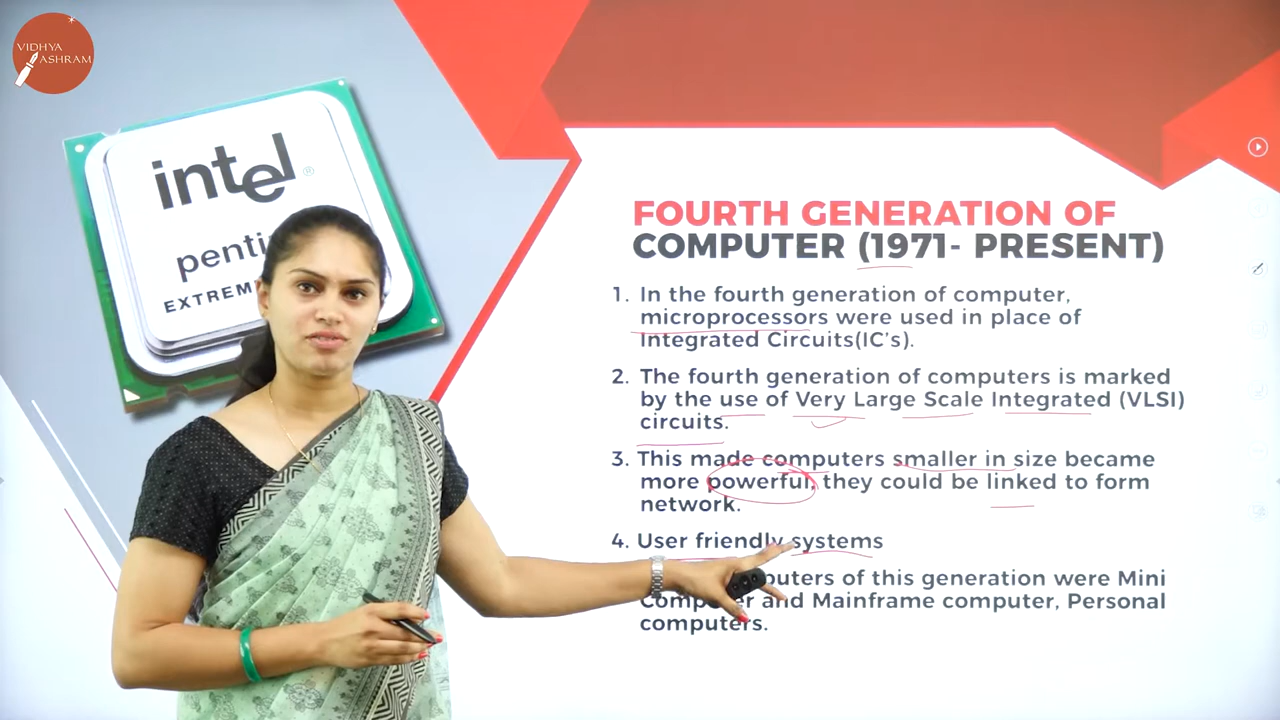 VIDHYA
ASHRAM
intel®
EXTREM
FOURTH GENERATION OF
COMPUTER (1971- PRESENT)
1. In the fourth generation of computer,
microprocessors were used in place of
Integrated Circuits(IC's).
2. The fourth generation of computers is marked
by the use of Very Large Scale Integrated (VLSI)
circuits.
3. This made computers smaller in size became
more powerful, they could be linked to form
network.
4. User friendly systems
of this generation were Mini
and Mainframe computer, Personal
computers.